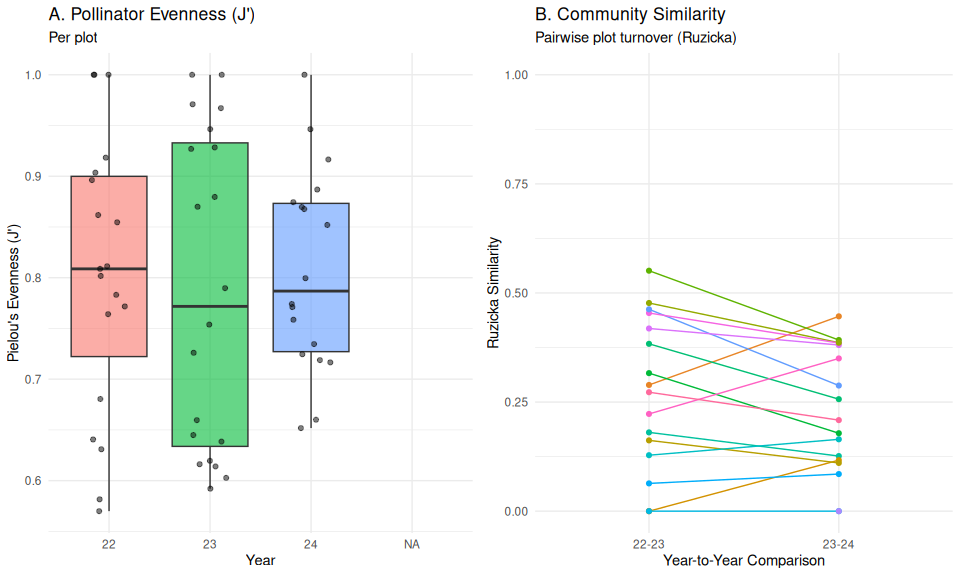 A. Pollinator Evenness (J')
Per plot
Pielou's Evenness (J')
1.0
0.9
0.8
0.7
0.6
22
23
24
NA
Year
B. Community Similarity
Pairwise plot turnover (Ruzicka)
Ruzicka Similarity
1.00
0.75
0.50
0.25
0.00
22-23
23-24
Year-to-Year Comparison